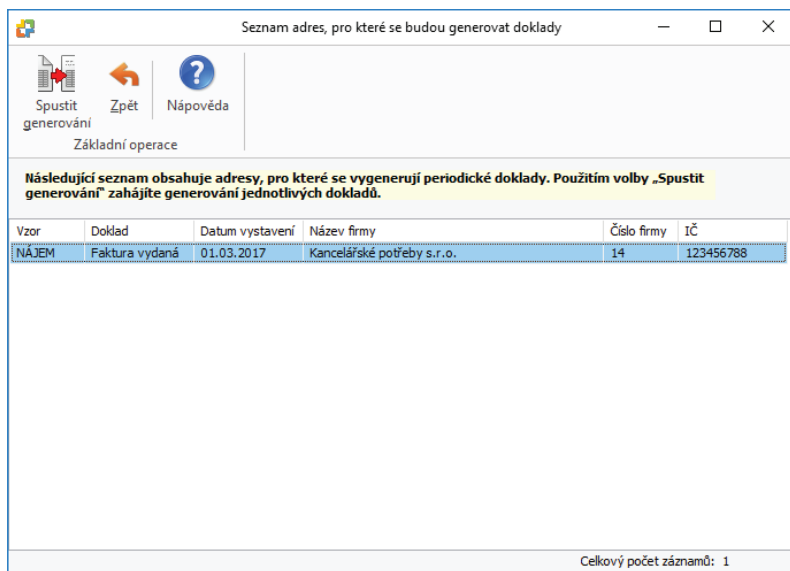 Seznam adres, pro které se budou generovat doklady
Spustit generování
Zpět
Nápověda
Základní operace
Následující seznam obsahuje adresy, pro které se vygenerují periodické doklady. Použitím volby „Spustit
generování“ zahájíte generování jednotlivých dokladů.
Vzor Doklad Datum vystavení Název firmy Číslo firmy IČ
NÁJEM Faktura vydaná 01.03.2017 Kancelářské potřeby s.r.o. 14 123456788
Celkový počet záznamů: 1